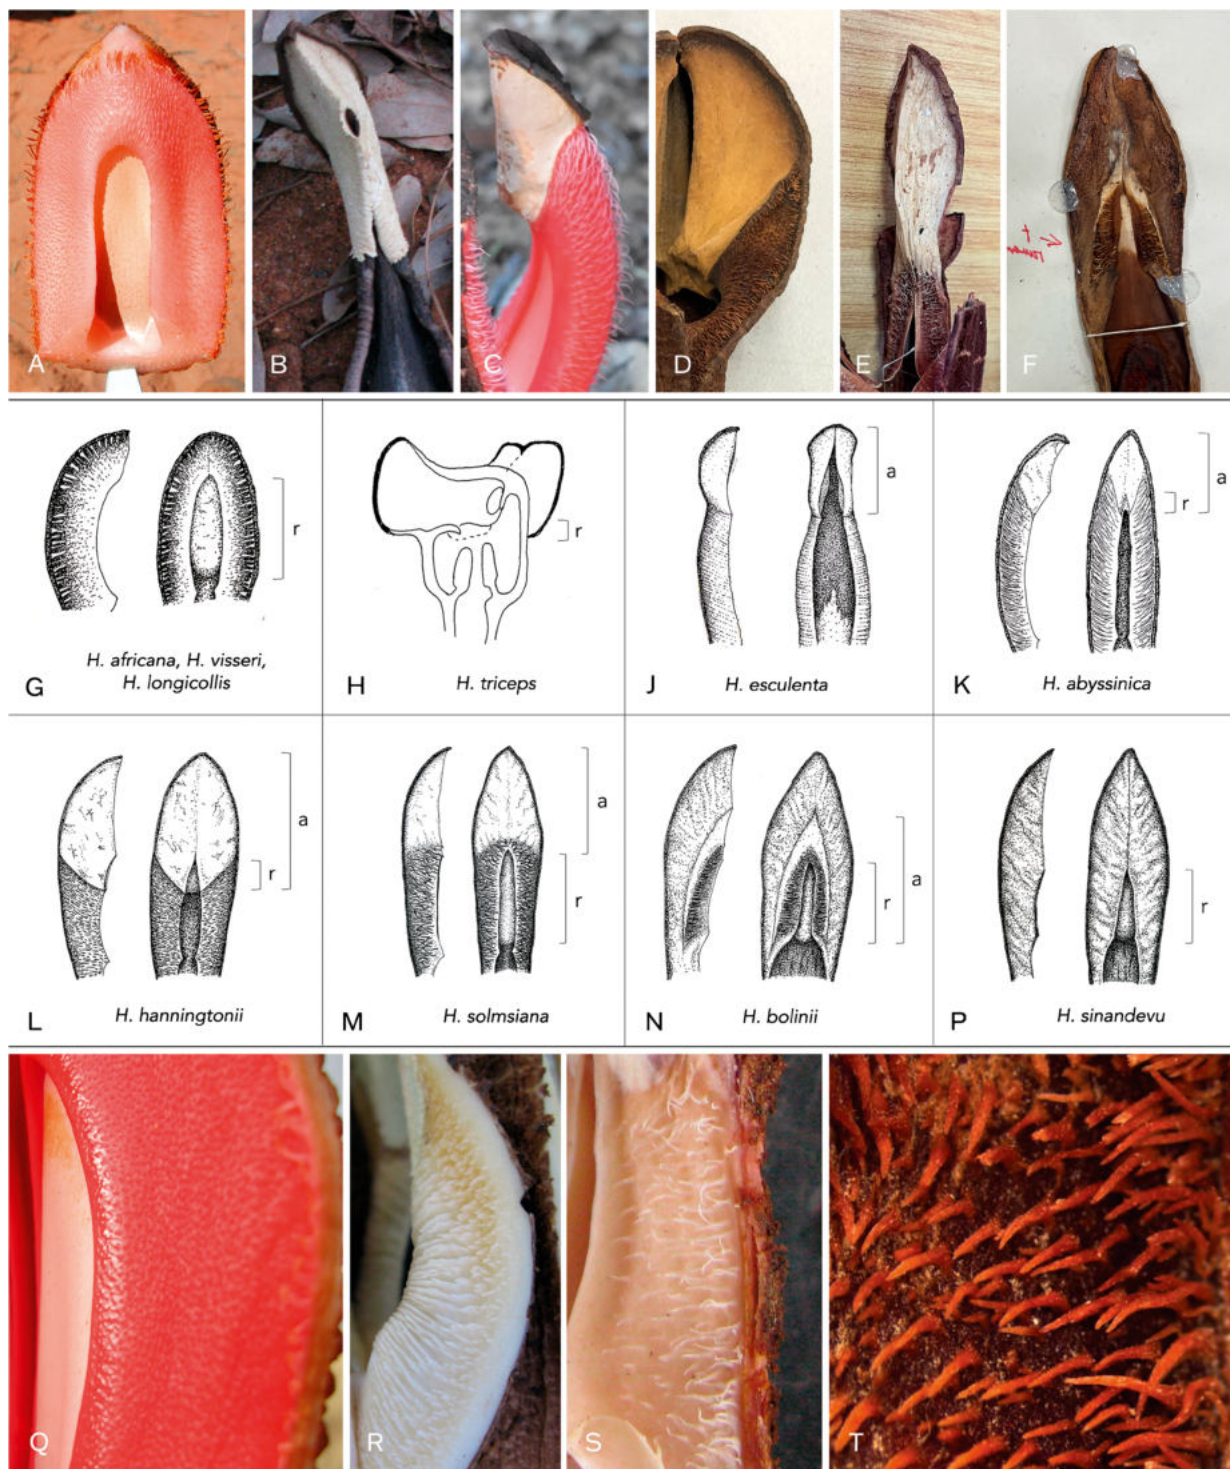 A
B
C
D
E
F
r
H. africana, H. visseri,
H. longicollis
G
r
H. triceps
H
a
H. esculenta
J
a
r
H. abyssinica
K
a
r
H. hanningtonii
L
a
r
H. solmsiana
M
r
a
H. bolinii
N
r
H. sinandevu
P
Q
R
S
T